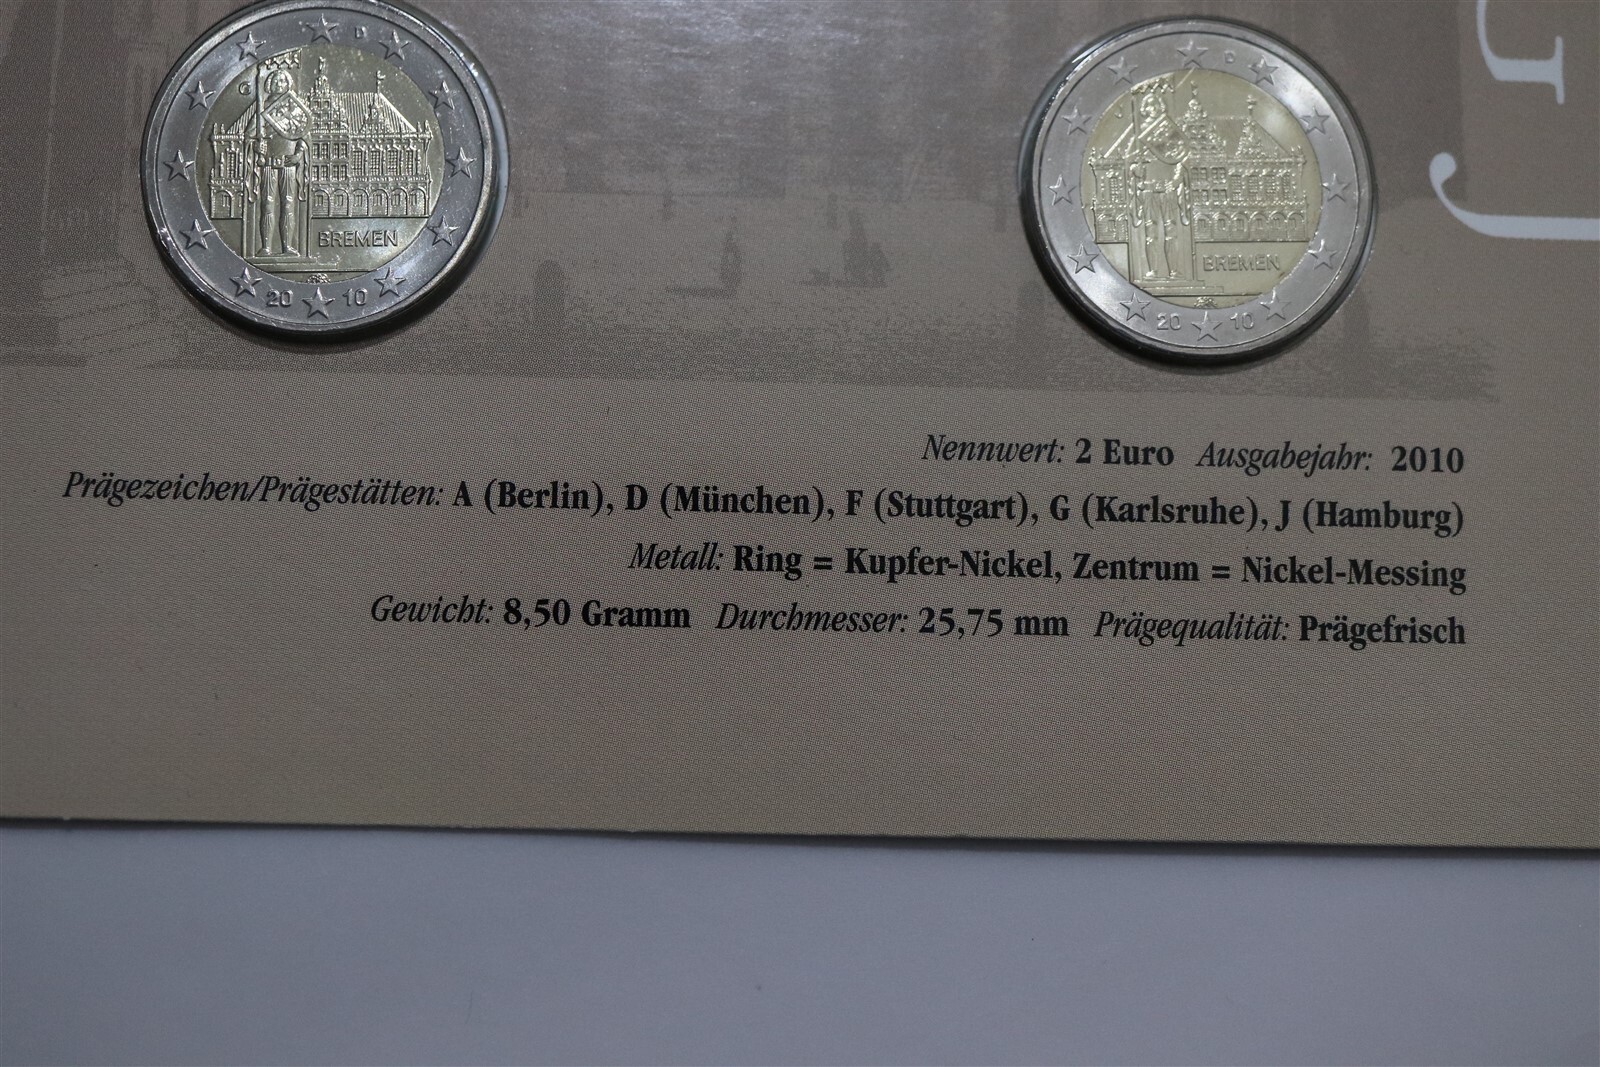 D
G
BREMEN
20 10
D
J
BREMEN
20 10
J
Nennwert: 2 Euro Ausgabejahr: 2010
Prägezeichen/Prägestätten: A (Berlin), D (München), F (Stuttgart), G (Karlsruhe), J (Hamburg)
Metall: Ring = Kupfer-Nickel, Zentrum = Nickel-Messing
Gewicht: 8,50 Gramm Durchmesser: 25,75 mm Prägequalität: Prägefrisch